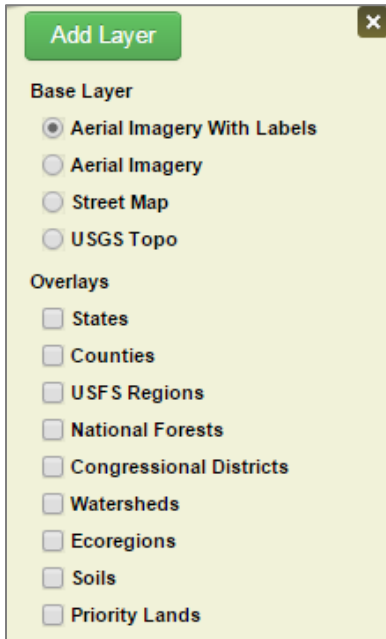 Add Layer
Base Layer
Aerial Imagery With Labels
Aerial Imagery
Street Map
USGS Topo
Overlays
States
Counties
USFS Regions
National Forests
Congressional Districts
Watersheds
Ecoregions
Soils
Priority Lands